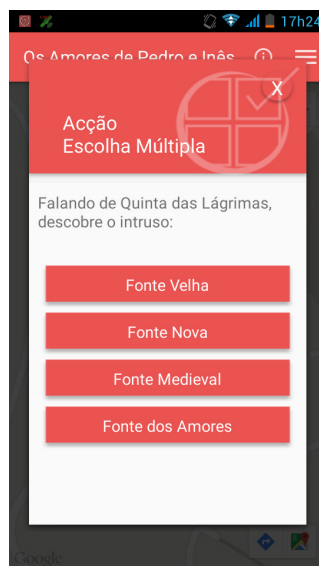 17h24
Os Amores de Pedro e Inês
X
Acção
Escolha Múltipla
Falando de Quinta das Lágrimas,
descobre o intruso:
Fonte Velha
Fonte Nova
Fonte Medieval
Fonte dos Amores
Google